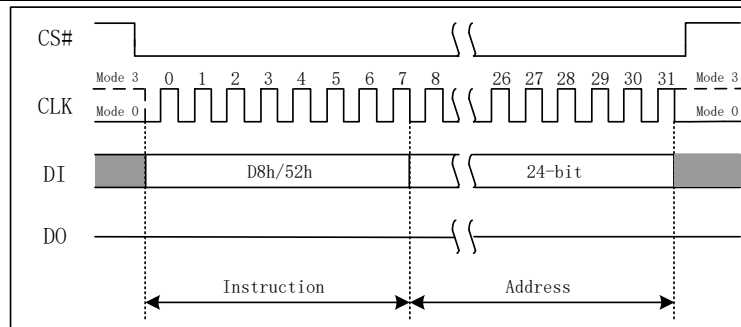 CS#
Mode 3 0 1 2 3 4 5 6 7 8 26 27 28 29 30 31 Mode 3
CLK
Mode 0 Mode 0
DI D8h/52h 24-bit
DO
Instruction Address